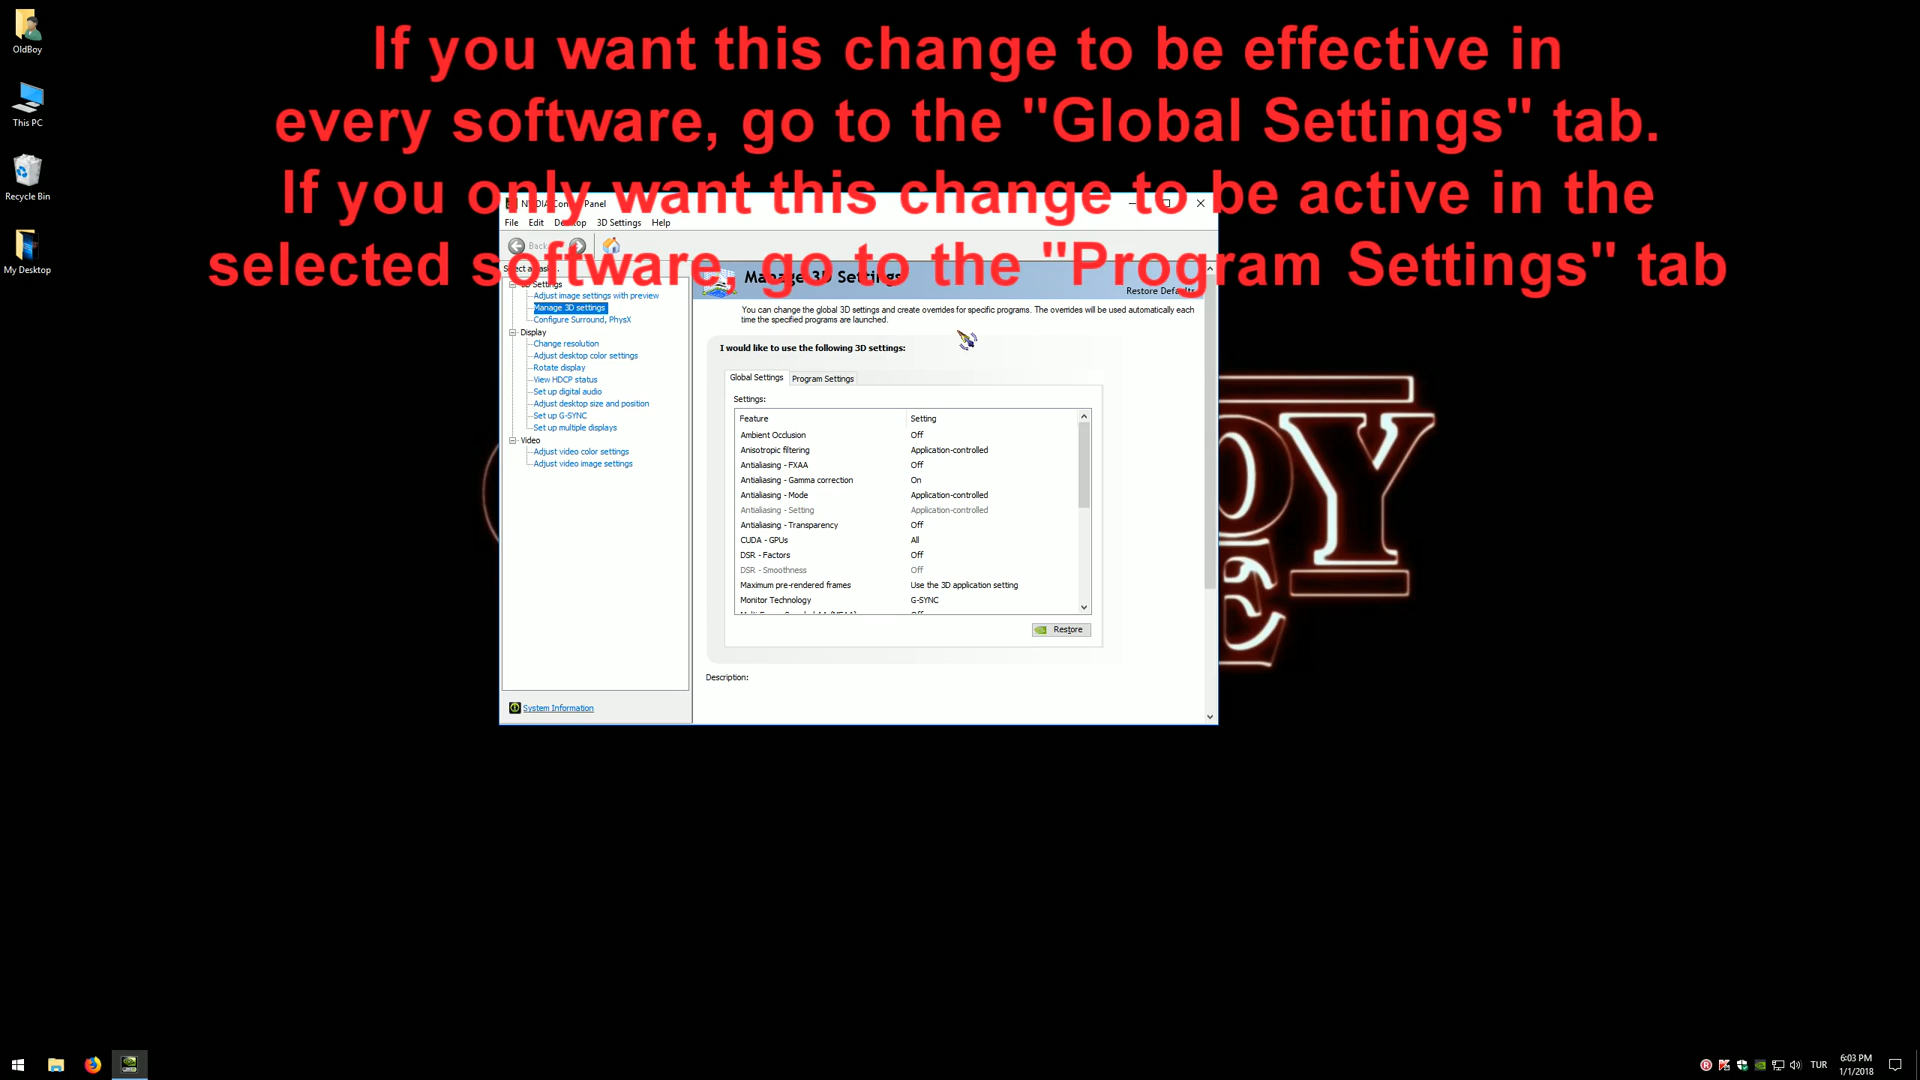 If you want this change to be effective in
every software, go to the "Global Settings" tab.
If you only want this change to be active in the
selected software, go to the "Program Settings" tab
OldBoy
This PC
Recycle Bin
My Desktop
File Edit Desktop 3D Settings Help
Back
3D Settings
Adjust image settings with preview
Manage 3D settings
Configure Surround, PhysX
Display
Change resolution
Adjust desktop color settings
Rotate display
View HDCP status
Set up digital audio
Adjust desktop size and position
Set up G-SYNC
Set up multiple displays
Video
Adjust video color settings
Adjust video image settings
System Information
Manage 3D Settings
Restore Defaults
You can change the global 3D settings and create overrides for specific programs. The overrides will be used automatically each
time the specified programs are launched.
I would like to use the following 3D settings:
Global Settings Program Settings
Settings:
Feature Setting
Ambient Occlusion Off
Anisotropic filtering Application-controlled
Antialiasing - FXAA Off
Antialiasing - Gamma correction On
Antialiasing - Mode Application-controlled
Antialiasing - Setting Application-controlled
Antialiasing - Transparency Off
CUDA - GPUs All
DSR - Factors Off
DSR - Smoothness Off
Maximum pre-rendered frames Use the 3D application setting
Monitor Technology G-SYNC
Restore
Description:
TUR
6:03 PM
1/1/2018